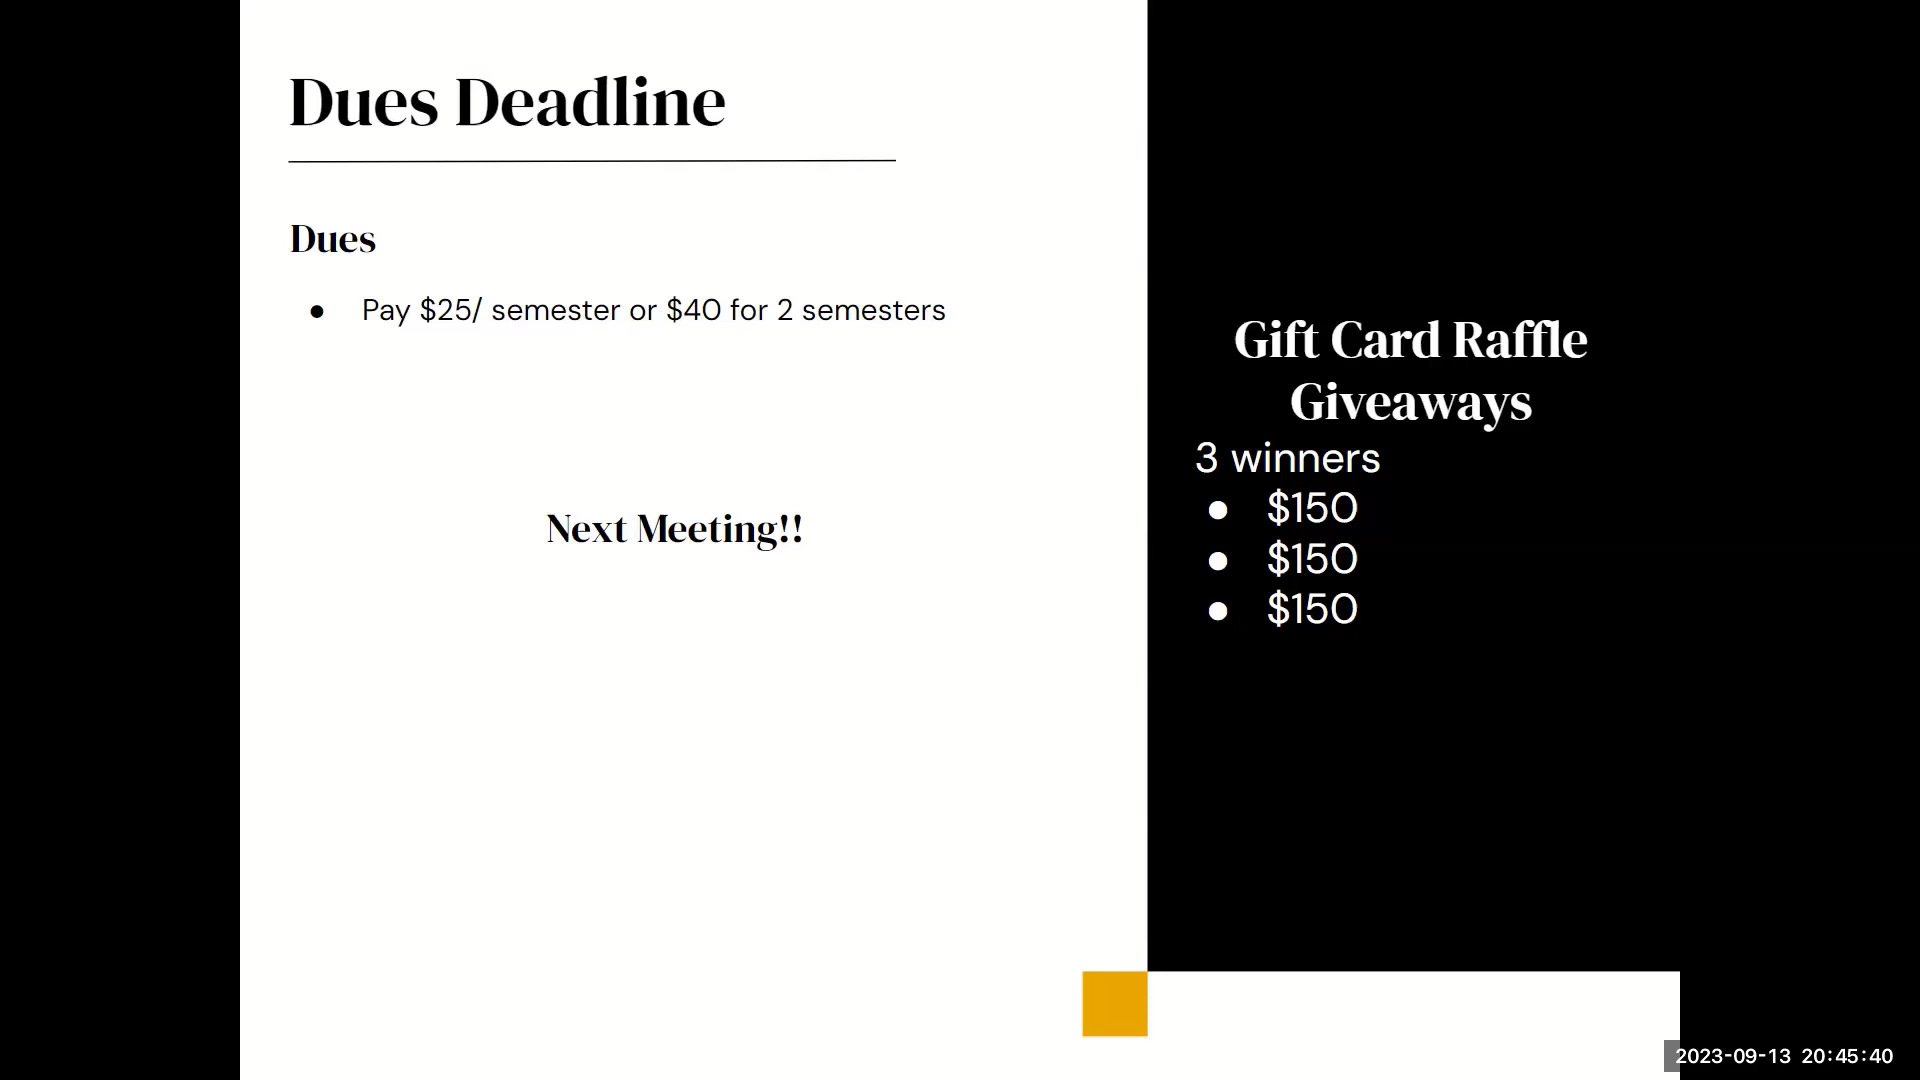 Dues Deadline
Dues
● Pay $25/ semester or $40 for 2 semesters
Next Meeting!!
Gift Card Raffle
Giveaways
3 winners
● $150
● $150
● $150
2023-09-13 20:45:40